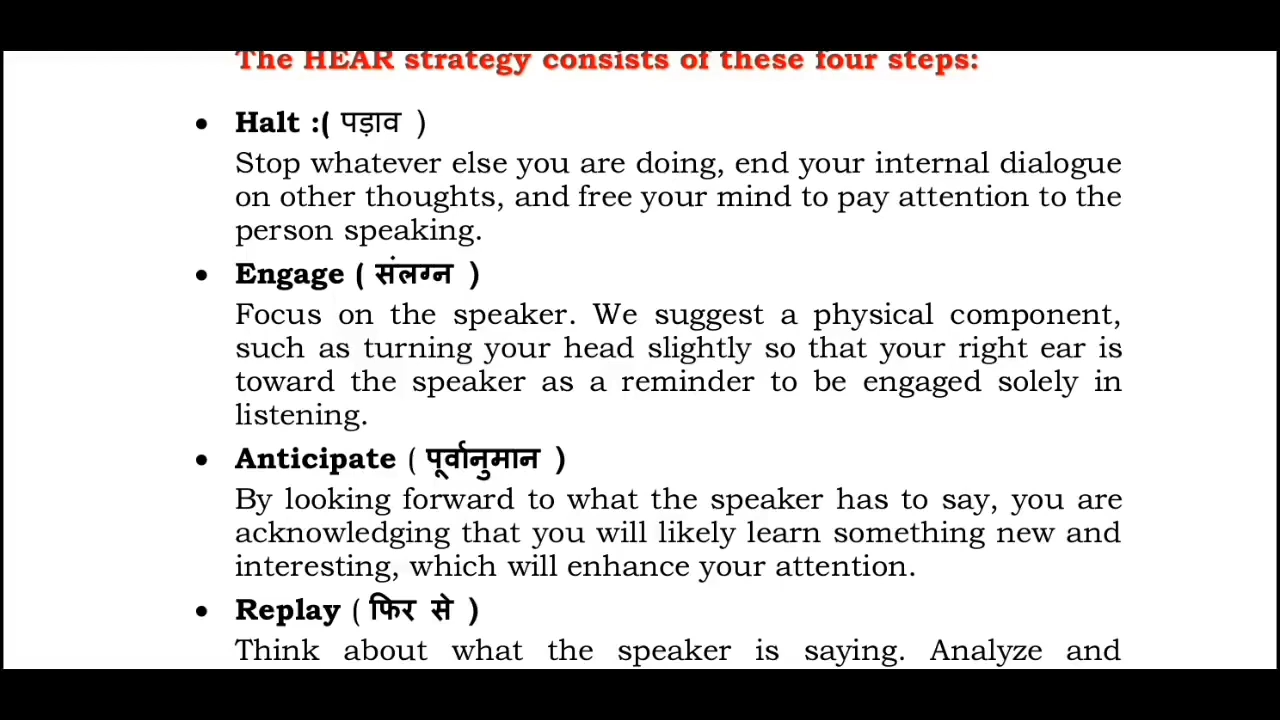 The HEAR strategy consists of these four steps:
• Halt :( पड़ाव )
Stop whatever else you are doing, end your internal dialogue
on other thoughts, and free your mind to pay attention to the
person speaking.
• Engage ( संलग्न )
Focus on the speaker. We suggest a physical component,
such as turning your head slightly so that your right ear is
toward the speaker as a reminder to be engaged solely in
listening.
• Anticipate ( पूर्वानुमान )
By looking forward to what the speaker has to say, you are
acknowledging that you will likely learn something new and
interesting, which will enhance your attention.
• Replay ( फिर से )
Think about what the speaker is saying. Analyze and